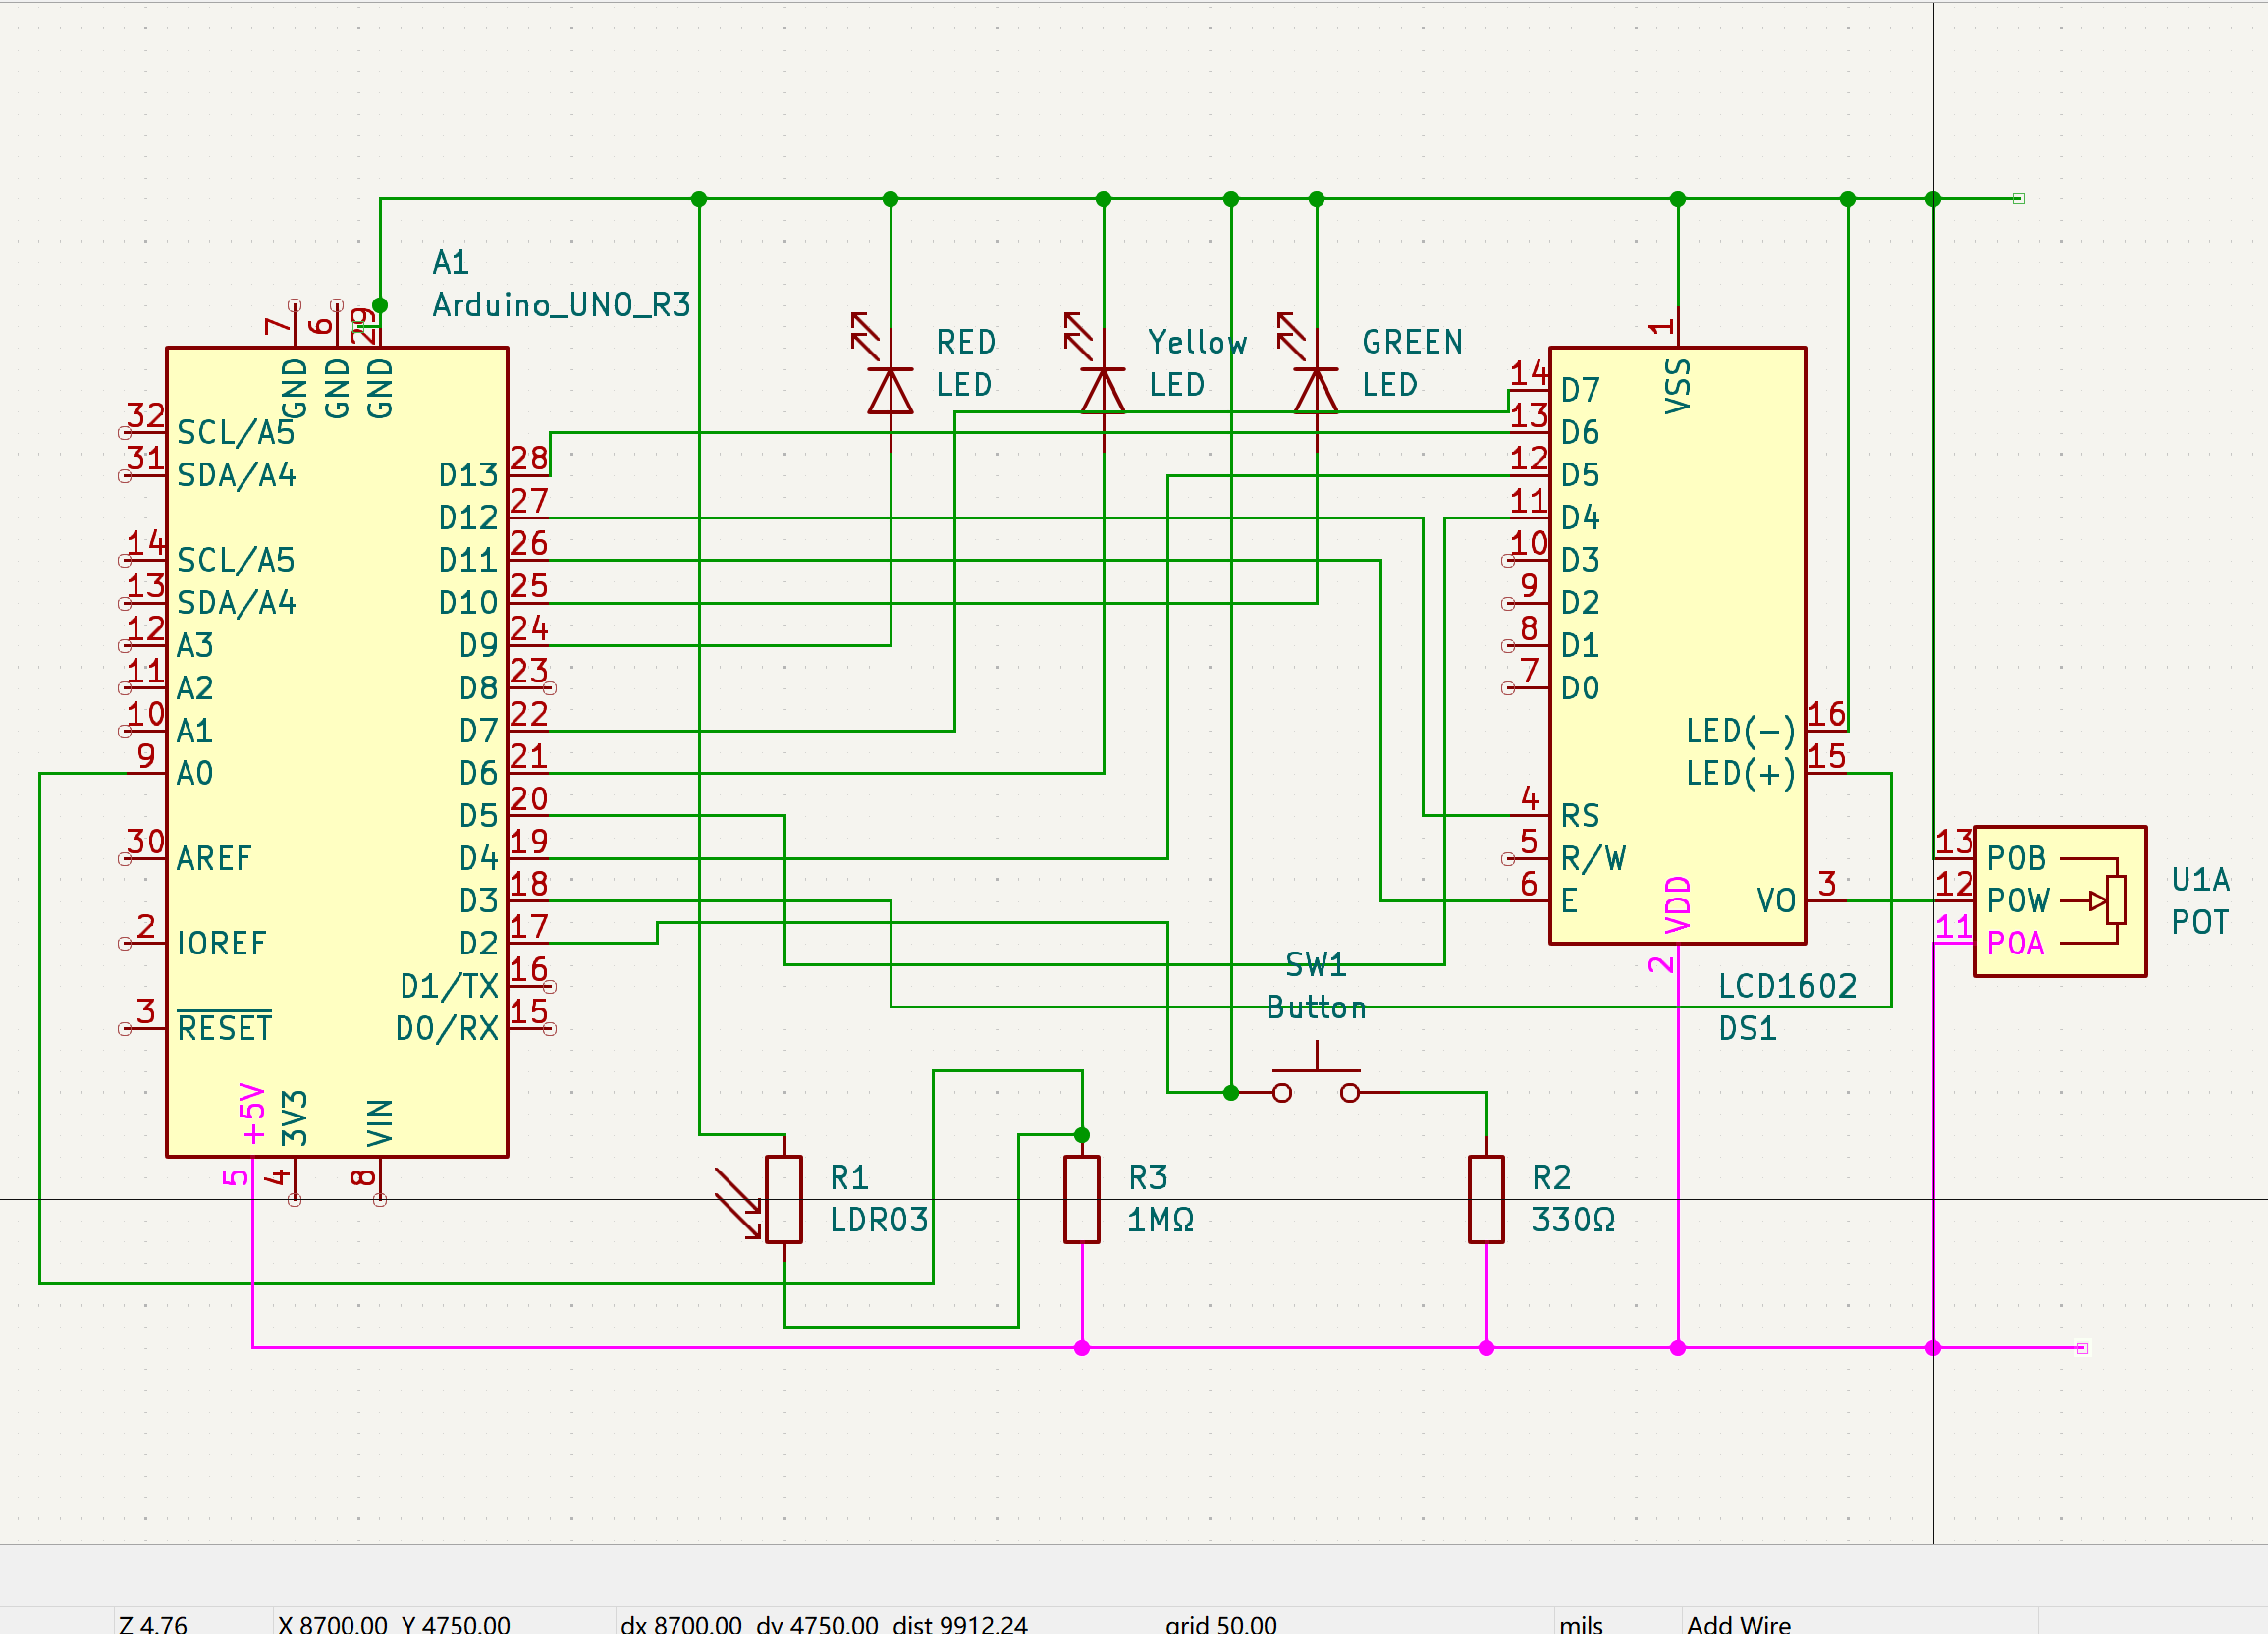 A1
Arduino_UNO_R3
7
6
29
GND
GND
GND
32
SCL/A5
31
SDA/A4
14
SCL/A5
13
SDA/A4
12
A3
11
A2
10
A1
9
A0
30
AREF
2
IOREF
3
RESET
D13
28
D12
27
D11
26
D10
25
D9
24
D8
23
D7
22
D6
21
D5
20
D4
19
D3
18
D2
17
D1/TX
16
D0/RX
15
+5V
3V3
VIN
5
4
8
RED
LED
Yellow
LED
GREEN
LED
1
VSS
14
D7
13
D6
12
D5
11
D4
10
D3
9
D2
8
D1
7
D0
LED(-)
16
LED(+)
15
4
RS
5
R/W
6
E
VDD
2
VO
3
LCD1602
DS1
13
POB
12
POW
11
POA
U1A
POT
SW1
Button
R1
LDR03
R3
1MΩ
R2
330Ω
Z 4.76
X 8700.00 Y 4750.00
dx 8700.00 dy 4750.00 dist 9912.24
grid 50.00
mils
Add Wire